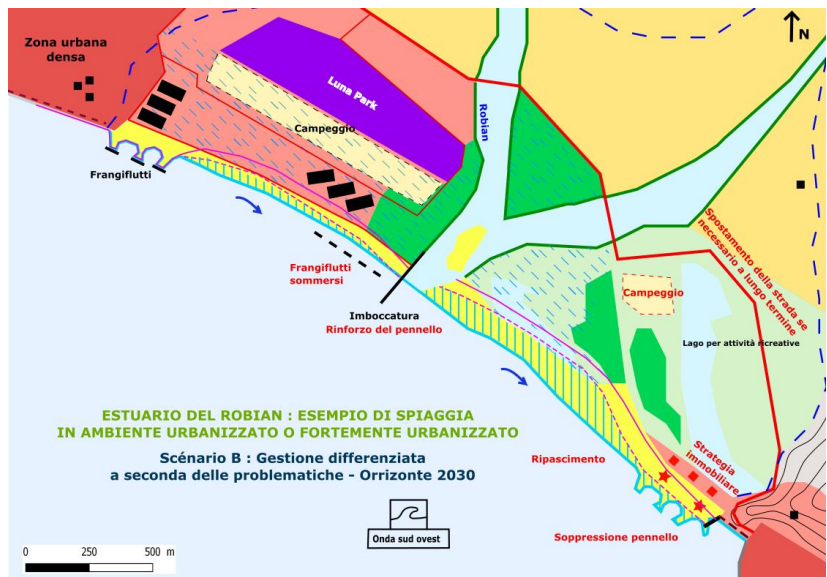 Zona urbana
densa
Luna Park
Campeggio
Robian
N
Frangiflutti
Frangiflutti
sommersi
Imboccatura
Rinforzo del pennello
Spostamento della strada se
necessario a lungo termine
Campeggio
Lago per attività ricreative
ESTUARIO DEL ROBIAN : ESEMPIO DI SPIAGGIA
IN AMBIENTE URBANIZZATO O FORTEMENTE URBANIZZATO
Scénario B : Gestione differenziata
a seconda delle problematiche - Orrizonte 2030
Ripascimento
Strategia
immobiliare
Onda sud ovest
Soppressione pennello
0 250 500 m